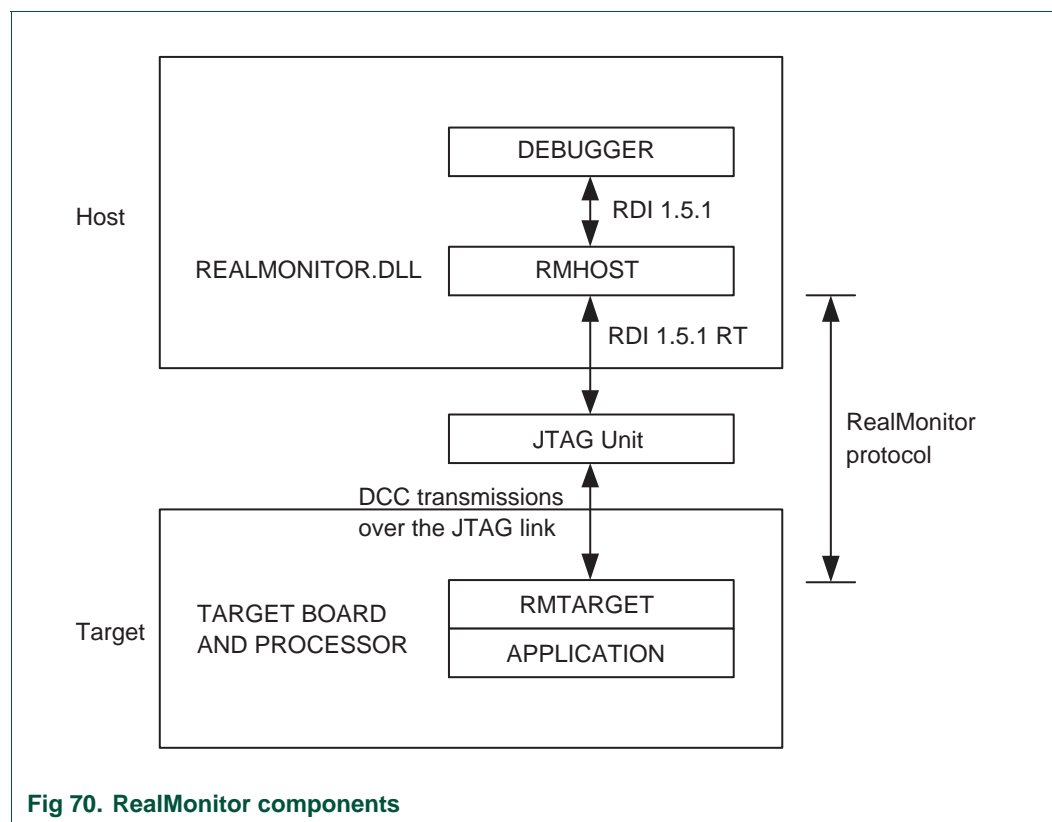 DEBUGGER
RDI 1.5.1
Host
REALMONITOR.DLL
RMHOST
RDI 1.5.1 RT
JTAG Unit
RealMonitor
protocol
DCC transmissions
over the JTAG link
Target
TARGET BOARD
AND PROCESSOR
RMTARGET
APPLICATION
Fig 70. RealMonitor components